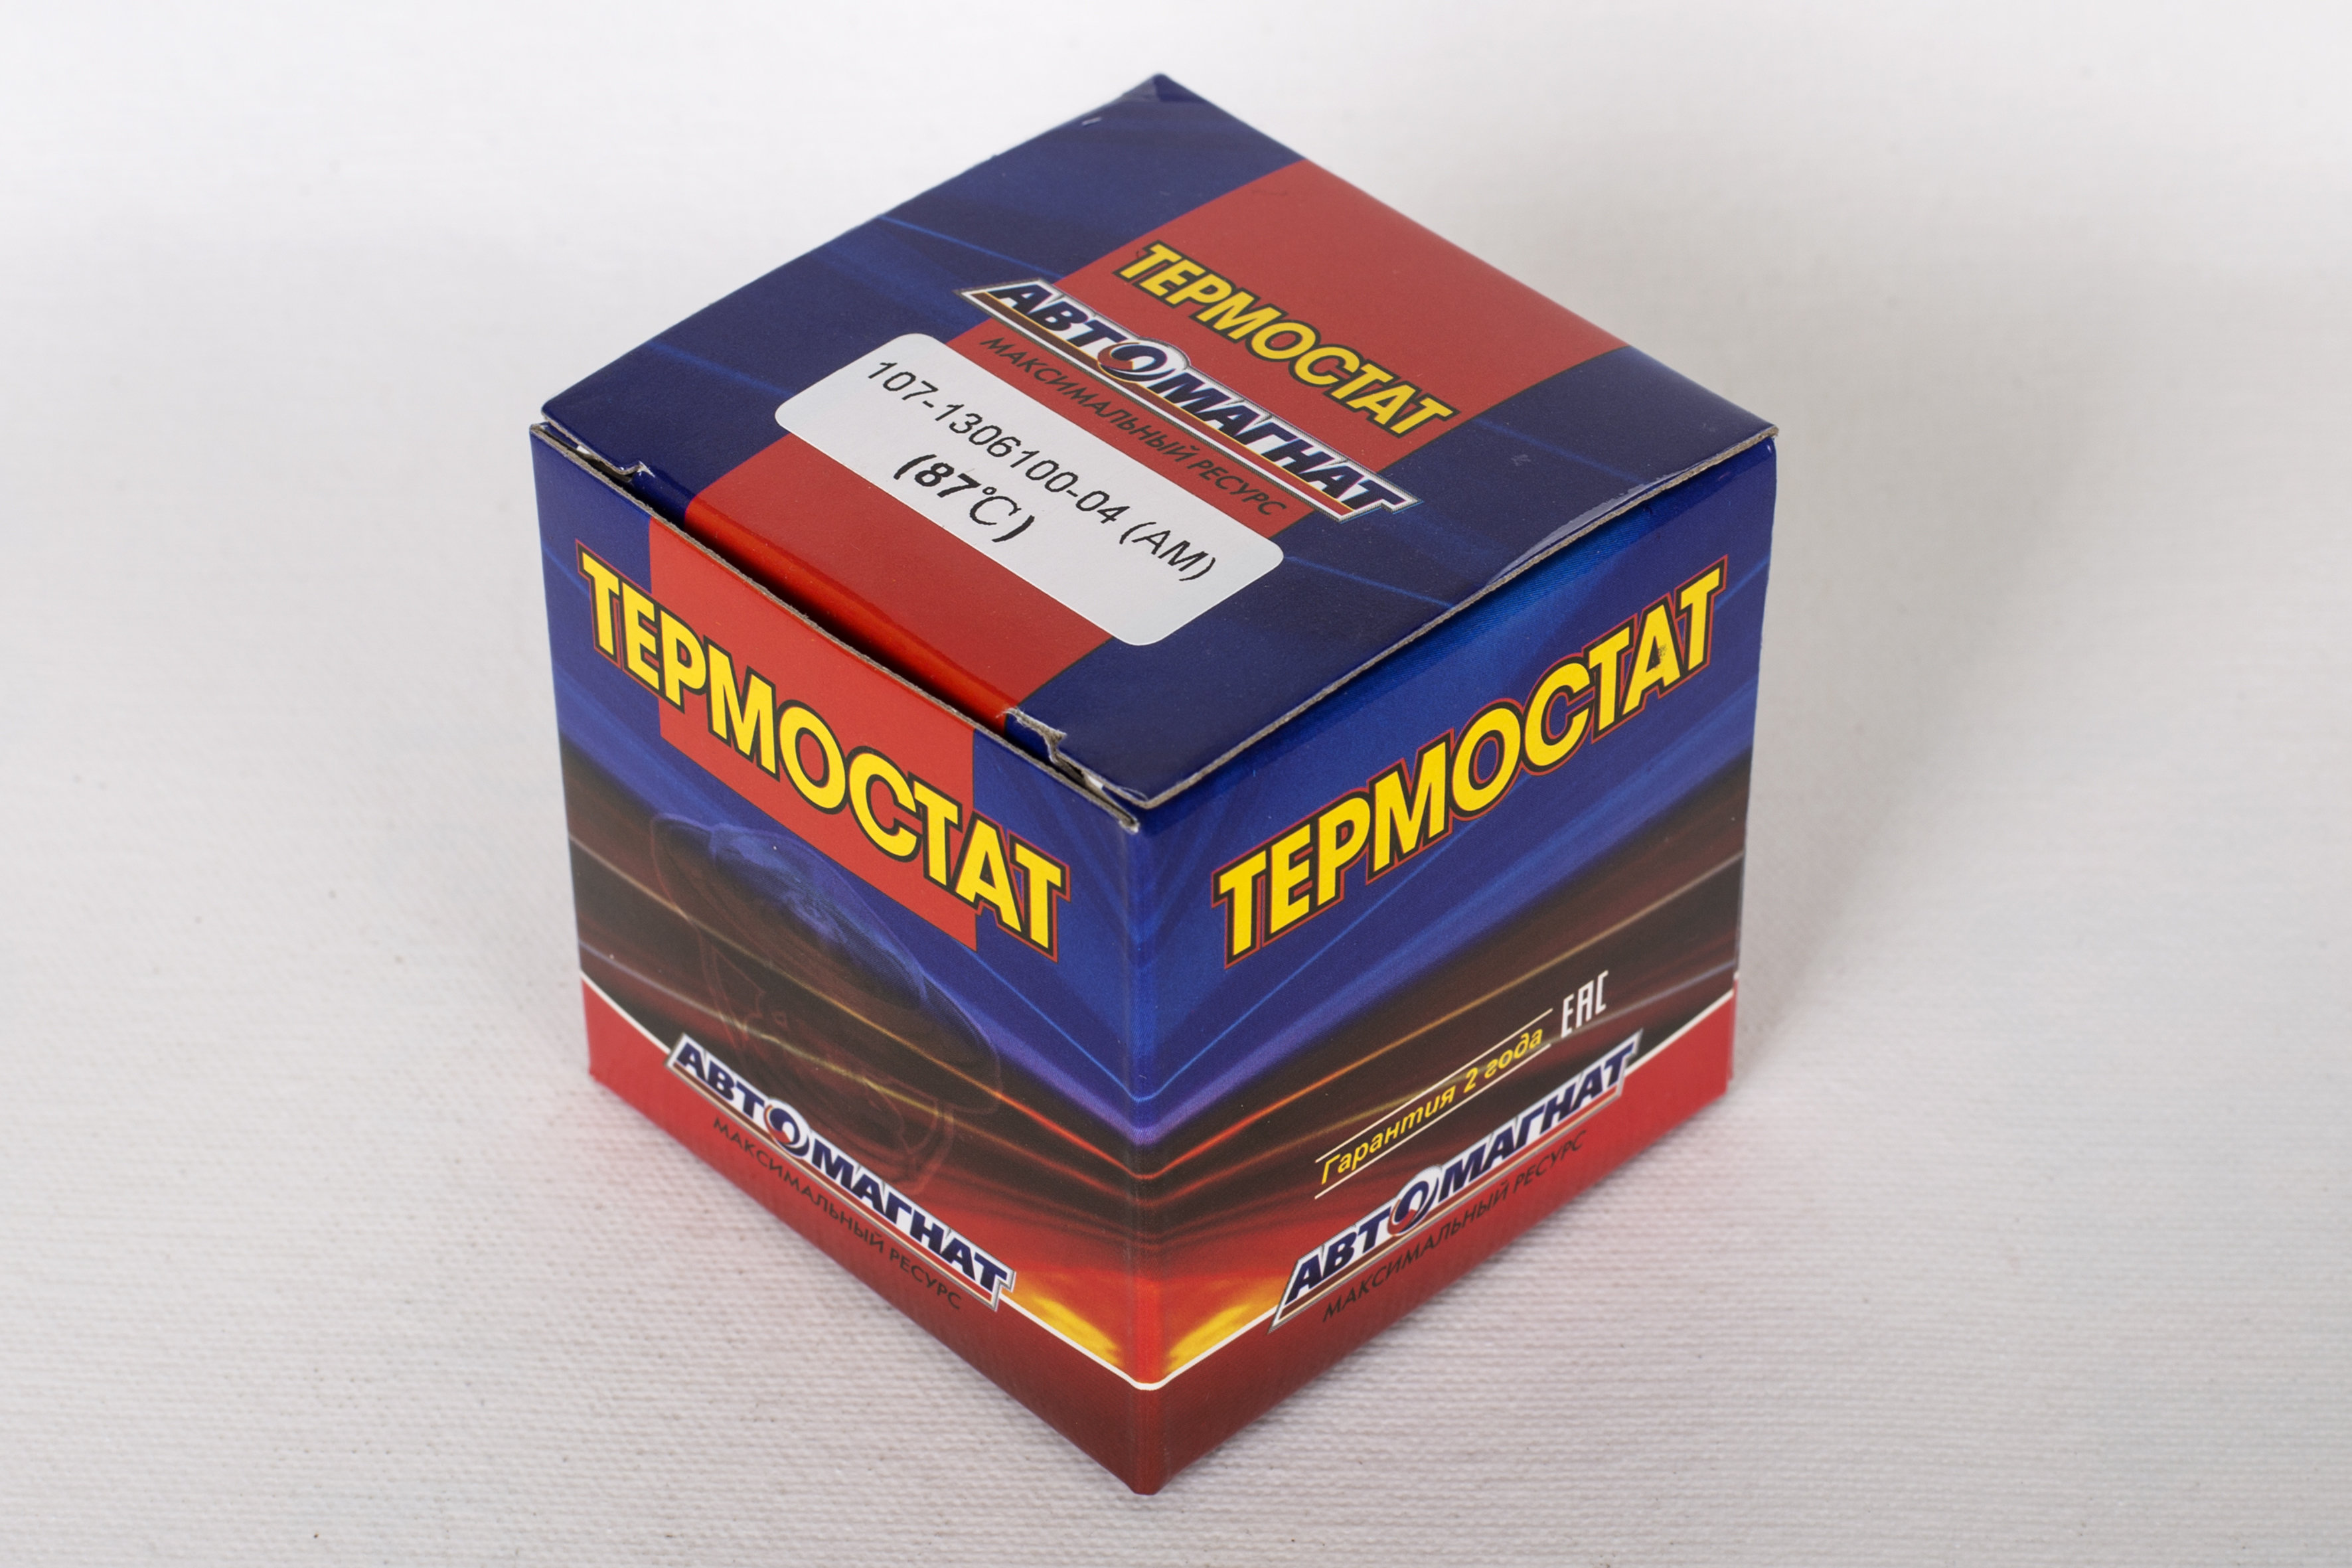 ТЕРМОСТАТ
АВТОМАГНАТ
МАКСИМАЛЬНЫЙ РЕСУРС
107-1306100-04 (АМ)
(87°С)
ТЕРМОСТАТ
АВТОМАГНАТ
МАКСИМАЛЬНЫЙ РЕСУРС
ТЕРМОСТАТ
Гарантия 2 года EAC
АВТОМАГНАТ
МАКСИМАЛЬНЫЙ РЕСУРС